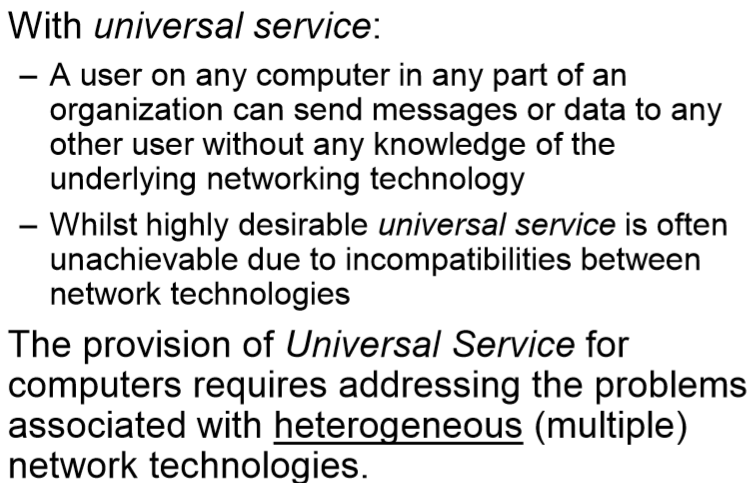 With universal service:
– A user on any computer in any part of an
organization can send messages or data to any
other user without any knowledge of the
underlying networking technology
– Whilst highly desirable universal service is often
unachievable due to incompatibilities between
network technologies
The provision of Universal Service for
computers requires addressing the problems
associated with heterogeneous (multiple)
network technologies.